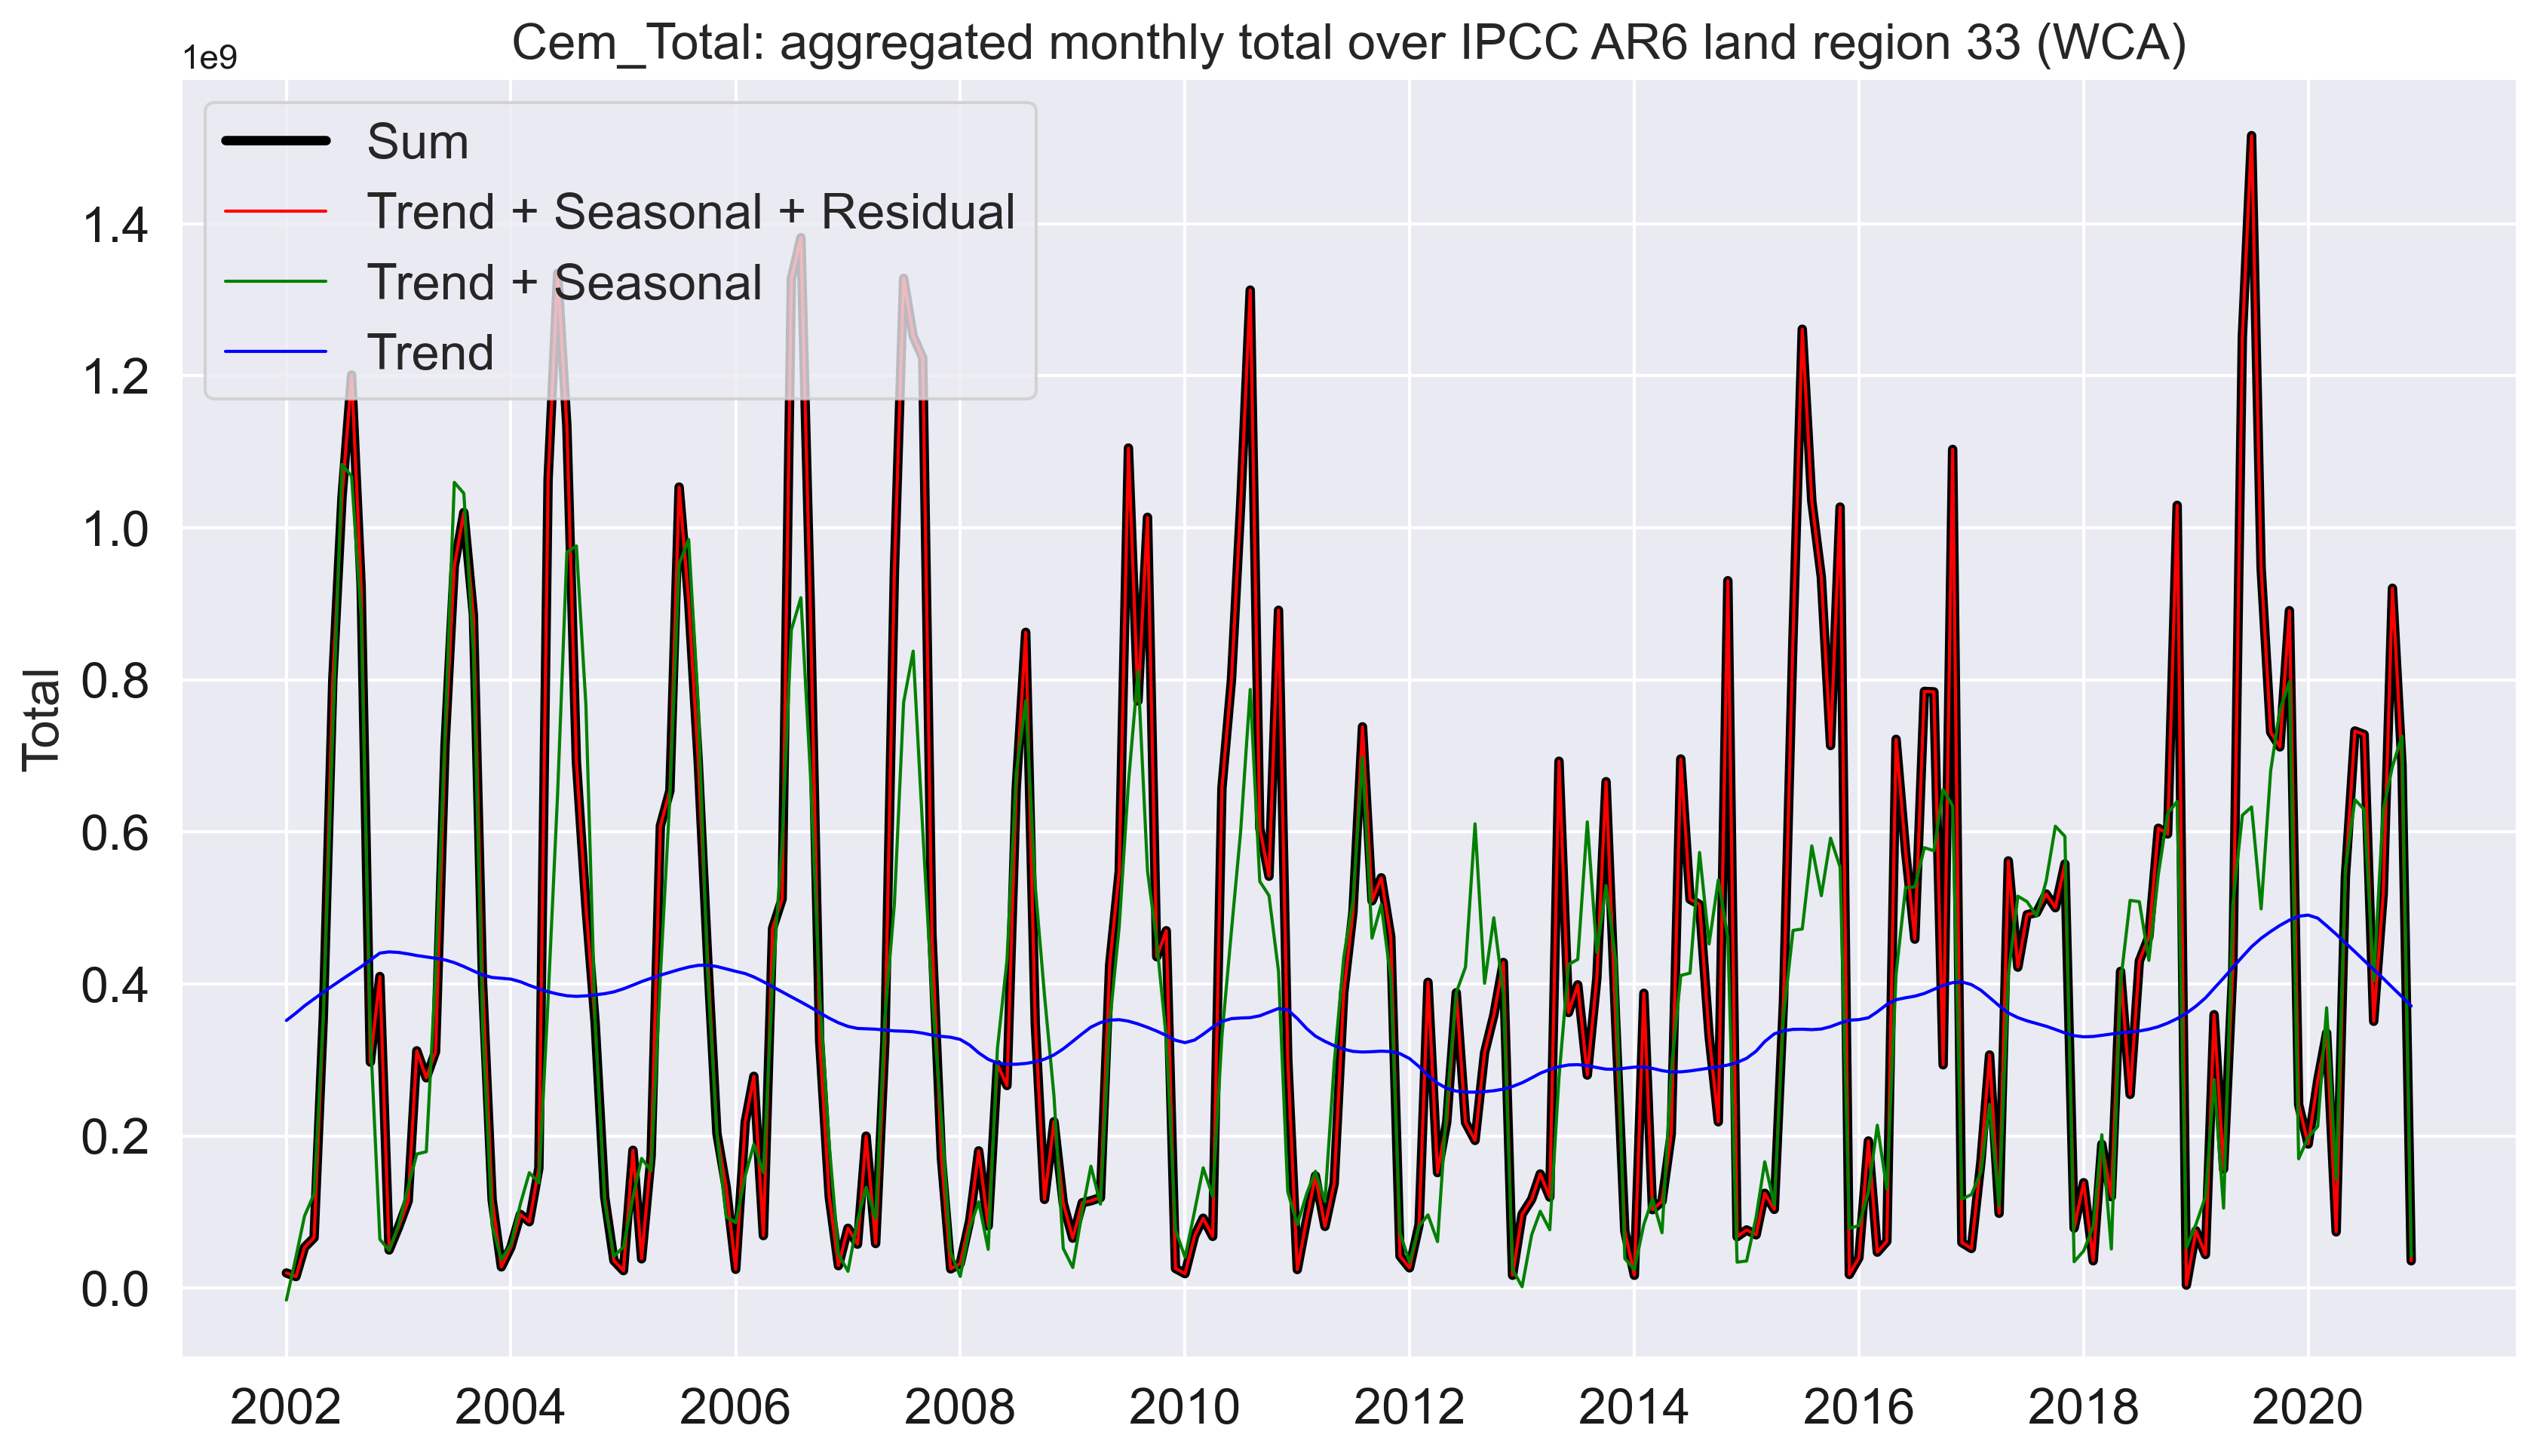 Cem_Total: aggregated monthly total over IPCC AR6 land region 33 (WCA)
1e9
Sum
Trend + Seasonal + Residual
Trend + Seasonal
Trend
1.4
1.2
1.0
0.8
0.6
0.4
0.2
0.0
Total
2002 2004 2006 2008 2010 2012 2014 2016 2018 2020